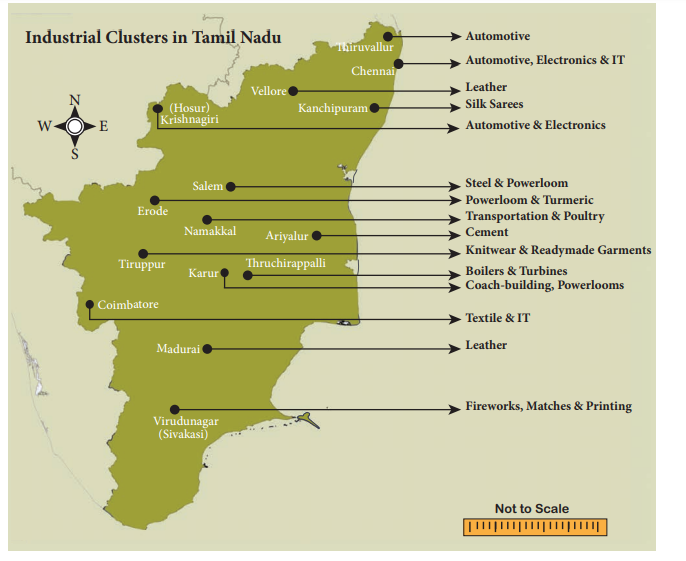 Industrial Clusters in Tamil Nadu
Thiruvallur
Automotive
Chennai
Automotive, Electronics & IT
Vellore
Leather
Kanchipuram
Silk Sarees
(Hosur)
Krishnagiri
Automotive & Electronics
N
W
E
S
Salem
Steel & Powerloom
Erode
Powerloom & Turmeric
Namakkal
Transportation & Poultry
Ariyalur
Cement
Tiruppur
Knitwear & Readymade Garments
Thruchirappalli
Boilers & Turbines
Karur
Coach-building, Powerlooms
Coimbatore
Textile & IT
Madurai
Leather
Virudunagar
(Sivakasi)
Fireworks, Matches & Printing
Not to Scale